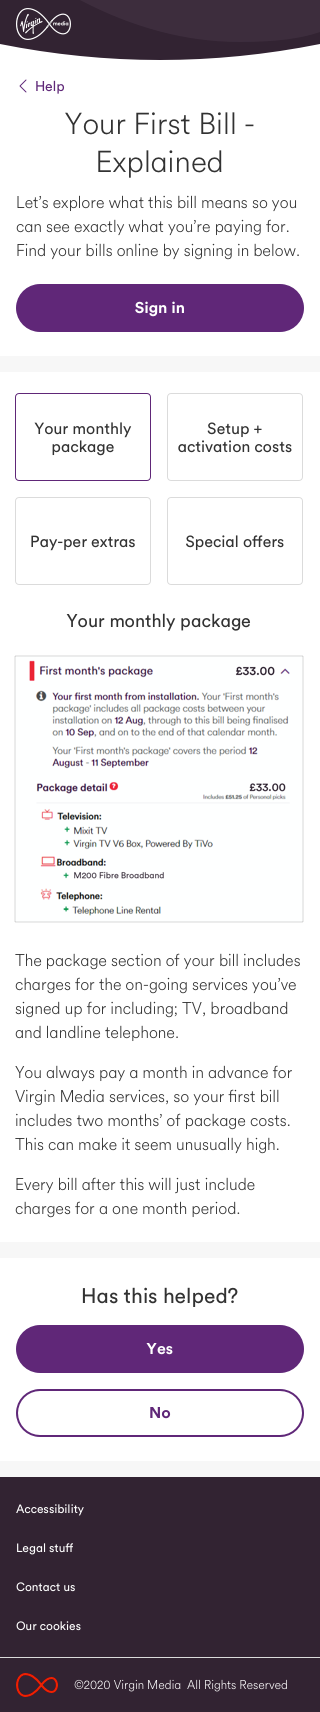 Virgin media
Help
Your First Bill -
Explained
Let's explore what this bill means so you
can see exactly what you're paying for.
Find your bills online by signing in below.
Sign in
Your monthly
package
Setup +
activation costs
Pay-per extras
Special offers
Your monthly package
First month's package £33.00
Your first month from installation. Your 'First month's
package' includes all package costs between your
installation on 12 Aug, through to this bill being finalised
on 10 Sep, and on to the end of that calendar month.
Your 'First month's package' covers the period 12
August - 11 September
Package detail £33.00
Includes £51.25 of Personal picks
Television:
+ Mixit TV
+ Virgin TV V6 Box, Powered By TiVo
Broadband:
+ M200 Fibre Broadband
Telephone:
+ Telephone Line Rental
The package section of your bill includes
charges for the on-going services you've
signed up for including; TV, broadband
and landline telephone.
You always pay a month in advance for
Virgin Media services, so your first bill
includes two months' of package costs.
This can make it seem unusually high.
Every bill after this will just include
charges for a one month period.
Has this helped?
Yes
No
Accessibility
Legal stuff
Contact us
Our cookies
©2020 Virgin Media All Rights Reserved